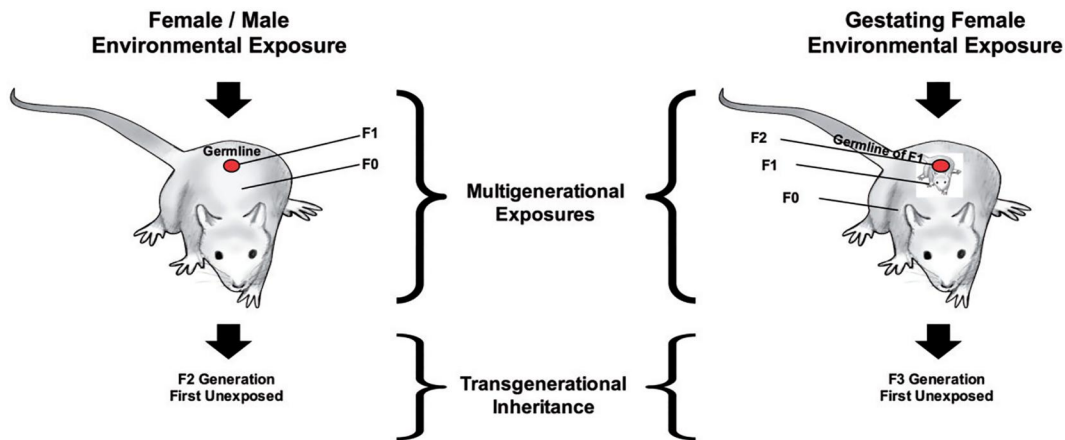 Female / Male
Environmental Exposure
Germline
F1
F0
F2 Generation
First Unexposed
Multigenerational
Exposures
Transgenerational
Inheritance
Gestating Female
Environmental Exposure
F2
Germline of F1
F1
F0
F3 Generation
First Unexposed